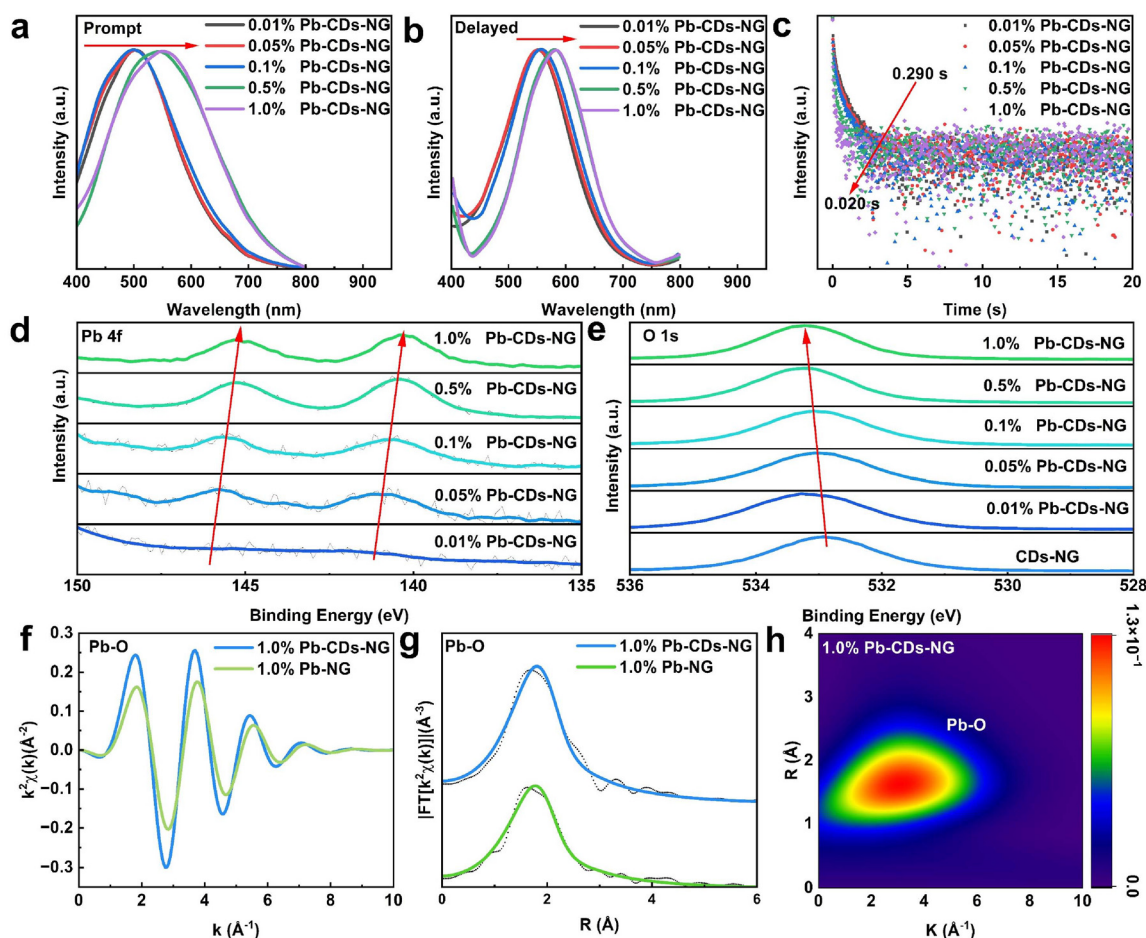 a
Prompt
0.01% Pb-CDs-NG
0.05% Pb-CDs-NG
0.1% Pb-CDs-NG
0.5% Pb-CDs-NG
1.0% Pb-CDs-NG
Intensity (a.u.)
400 500 600 700 800 900
Wavelength (nm)
b
Delayed
0.01% Pb-CDs-NG
0.05% Pb-CDs-NG
0.1% Pb-CDs-NG
0.5% Pb-CDs-NG
1.0% Pb-CDs-NG
Intensity (a.u.)
400 500 600 700 800 900
Wavelength (nm)
c
0.01% Pb-CDs-NG
0.05% Pb-CDs-NG
0.1% Pb-CDs-NG
0.5% Pb-CDs-NG
1.0% Pb-CDs-NG
0.290 s
0.020 s
Intensity (a.u.)
0 5 10 15 20
Time (s)
d
Pb 4f
1.0% Pb-CDs-NG
0.5% Pb-CDs-NG
0.1% Pb-CDs-NG
0.05% Pb-CDs-NG
0.01% Pb-CDs-NG
Intensity (a.u.)
150 145 140 135
Binding Energy (eV)
e
O 1s
1.0% Pb-CDs-NG
0.5% Pb-CDs-NG
0.1% Pb-CDs-NG
0.05% Pb-CDs-NG
0.01% Pb-CDs-NG
CDs-NG
Intensity (a.u.)
536 534 532 530 528
Binding Energy (eV)
f
Pb-O
1.0% Pb-CDs-NG
1.0% Pb-NG
k²χ(k)(Å⁻²)
0.3
0.2
0.1
0.0
−0.1
−0.2
−0.3
0 2 4 6 8 10
k (Å⁻¹)
g
Pb-O
1.0% Pb-CDs-NG
1.0% Pb-NG
|FT[k²χ(k)]|(Å⁻³)
0 2 4 6
R (Å)
h
1.0% Pb-CDs-NG
Pb-O
R (Å)
4
3
2
1
0
0 2 4 6 8 10
K (Å⁻¹)
1.3×10⁻¹
0.0